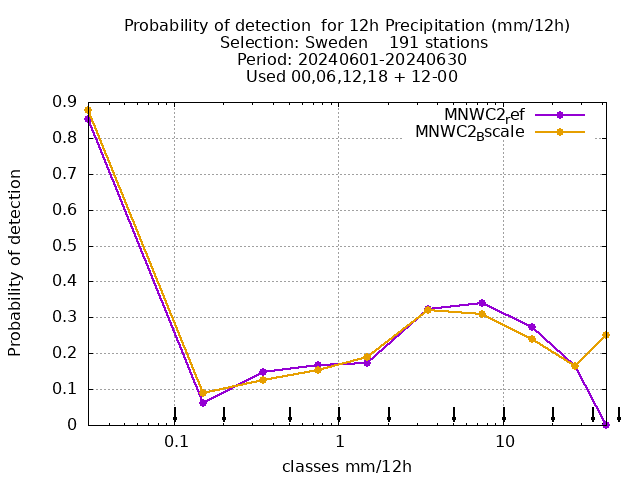 Probability of detection  for 12h Precipitation (mm/12h)
Selection: Sweden    191 stations
Period: 20240601-20240630
Used 00,06,12,18 + 12-00
MNWC2ref
MNWC2Bscale
0.9
0.8
0.7
0.6
0.5
0.4
0.3
0.2
0.1
0
Probability of detection
0.1 1 10
classes mm/12h